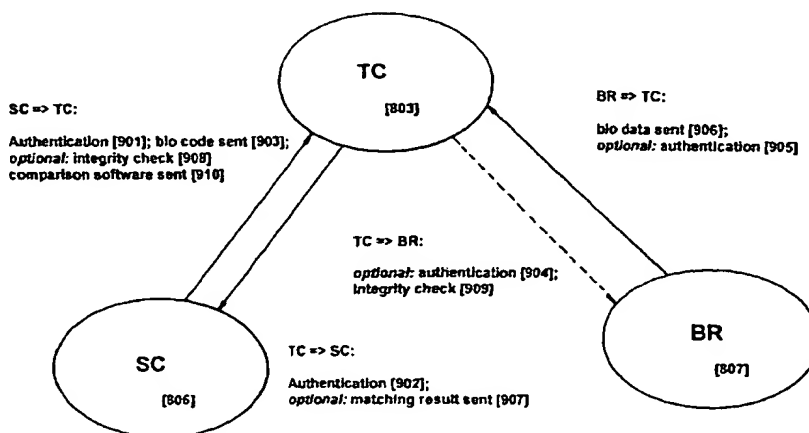 TC
[803]
SC => TC:
Authentication [901]; bio code sent [903];
optional: integrity check [908]
comparison software sent [910]
BR => TC:
bio data sent [906];
optional: authentication [905]
TC => BR:
optional: authentication [904];
integrity check [909]
SC
[806]
TC => SC:
Authentication [902];
optional: matching result sent [907]
BR
[807]